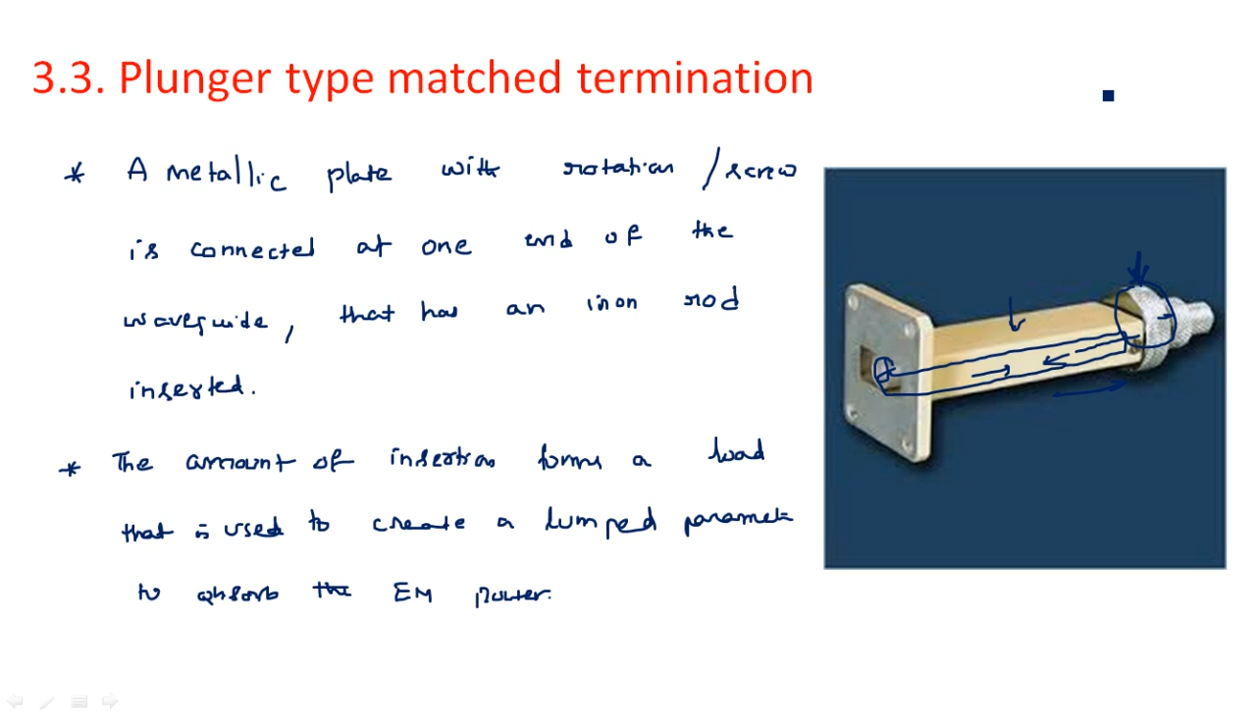 3.3. Plunger type matched termination
* A metallic plate with rotation / screw
is connected at one end of the
waveguide, that has an iron rod
inserted.
* The amount of insertion forms a load
that is used to create a lumped paramet
to absorb the EM power.